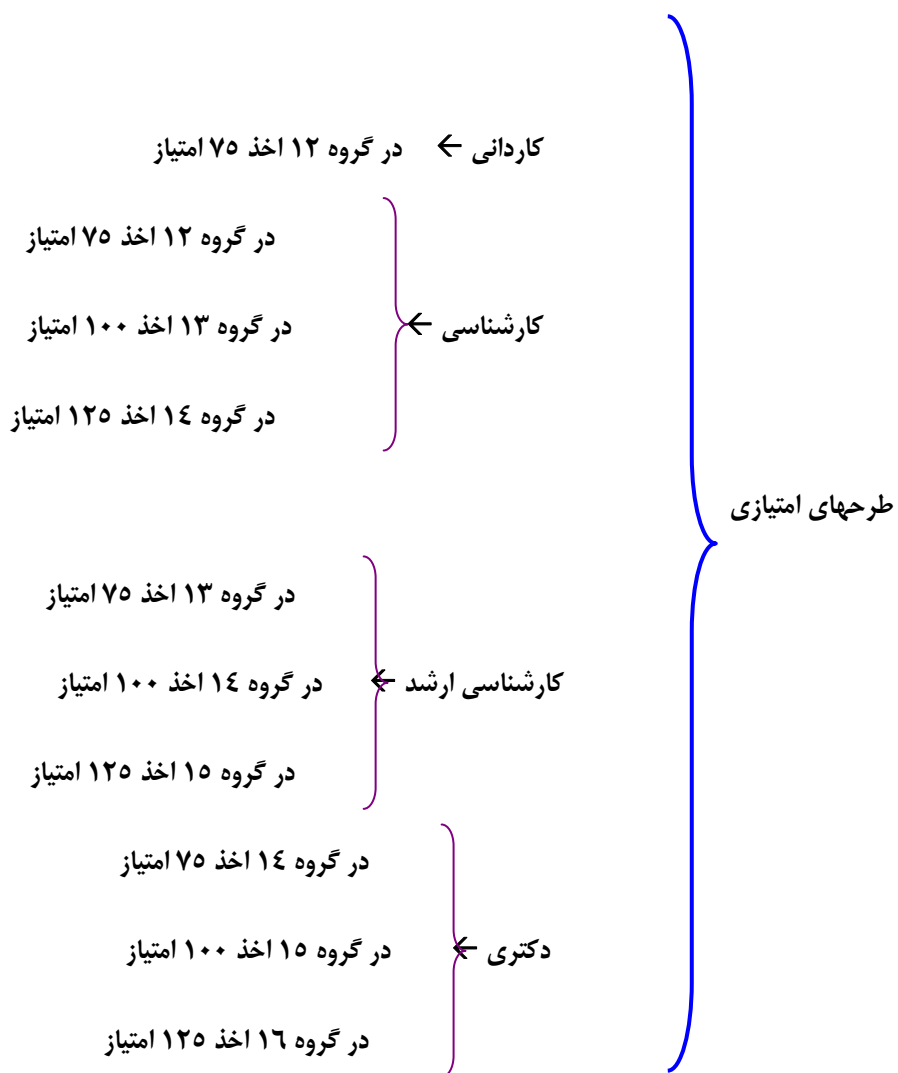 کاردانی ← در گروه ۱۲ اخذ ۷۵ امتیاز
در گروه ۱۲ اخذ ۷۵ امتیاز
کارشناسی ← در گروه ۱۳ اخذ ۱۰۰ امتیاز
در گروه ۱٤ اخذ ۱۲۵ امتیاز
طرحهای امتیازی
در گروه ۱۳ اخذ ۷۵ امتیاز
کارشناسی ارشد ← در گروه ۱٤ اخذ ۱۰۰ امتیاز
در گروه ۱۵ اخذ ۱۲۵ امتیاز
در گروه ۱٤ اخذ ۷۵ امتیاز
دکتری ← در گروه ۱۵ اخذ ۱۰۰ امتیاز
در گروه ۱٦ اخذ ۱۲۵ امتیاز